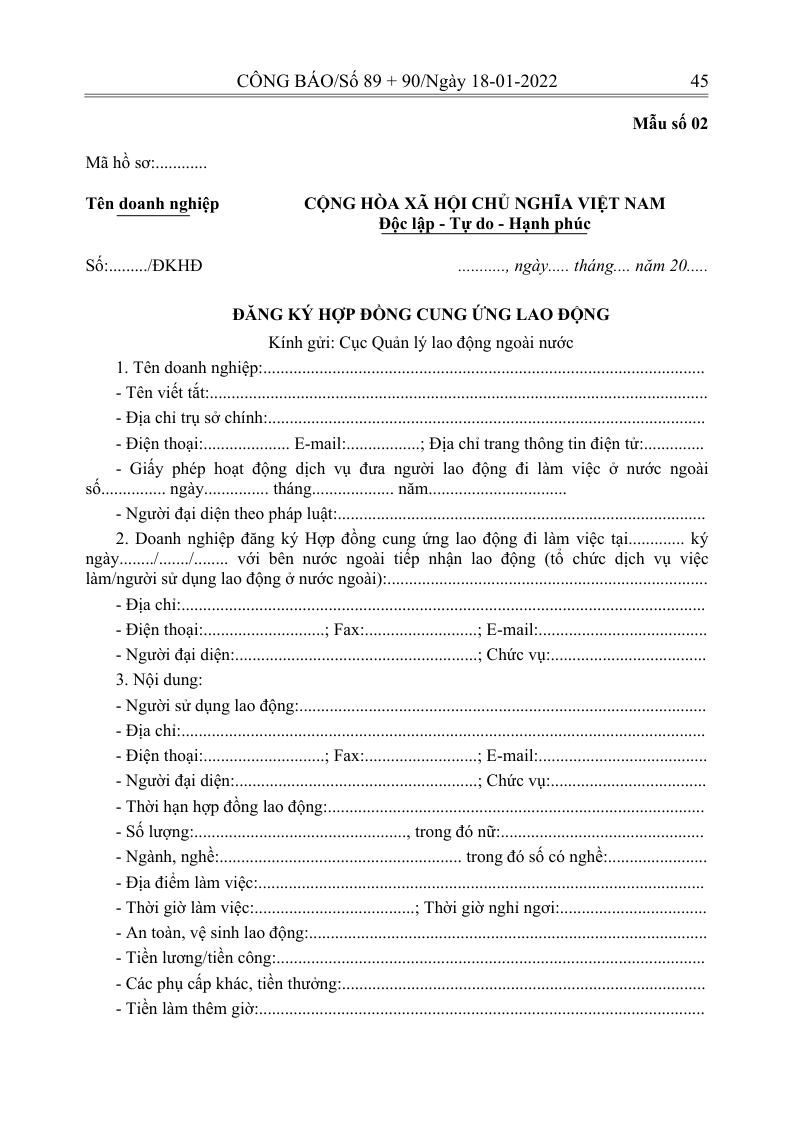 CÔNG BÁO/Số 89 + 90/Ngày 18-01-2022 45
Mẫu số 02
Mã hồ sơ:............
Tên doanh nghiệp CỘNG HÒA XÃ HỘI CHỦ NGHĨA VIỆT NAM
Độc lập - Tự do - Hạnh phúc
Số:........./ĐKHĐ ..........., ngày..... tháng.... năm 20.....
ĐĂNG KÝ HỢP ĐỒNG CUNG ỨNG LAO ĐỘNG
Kính gửi: Cục Quản lý lao động ngoài nước
1. Tên doanh nghiệp:......................................................................................................
- Tên viết tắt:...................................................................................................................
- Địa chỉ trụ sở chính:.....................................................................................................
- Điện thoại:.................... E-mail:.................; Địa chỉ trang thông tin điện tử:..............
- Giấy phép hoạt động dịch vụ đưa người lao động đi làm việc ở nước ngoài
số............... ngày............... tháng................... năm................................
- Người đại diện theo pháp luật:.....................................................................................
2. Doanh nghiệp đăng ký Hợp đồng cung ứng lao động đi làm việc tại............. ký
ngày......../......./........ với bên nước ngoài tiếp nhận lao động (tổ chức dịch vụ việc
làm/người sử dụng lao động ở nước ngoài):..........................................................................
- Địa chỉ:.........................................................................................................................
- Điện thoại:............................; Fax:..........................; E-mail:.......................................
- Người đại diện:........................................................; Chức vụ:....................................
3. Nội dung:
- Người sử dụng lao động:..............................................................................................
- Địa chỉ:.........................................................................................................................
- Điện thoại:............................; Fax:..........................; E-mail:.......................................
- Người đại diện:........................................................; Chức vụ:....................................
- Thời hạn hợp đồng lao động:.......................................................................................
- Số lượng:................................................., trong đó nữ:...............................................
- Ngành, nghề:........................................................ trong đó số có nghề:.......................
- Địa điểm làm việc:.......................................................................................................
- Thời giờ làm việc:.....................................; Thời giờ nghỉ ngơi:..................................
- An toàn, vệ sinh lao động:............................................................................................
- Tiền lương/tiền công:...................................................................................................
- Các phụ cấp khác, tiền thưởng:....................................................................................
- Tiền làm thêm giờ:.......................................................................................................